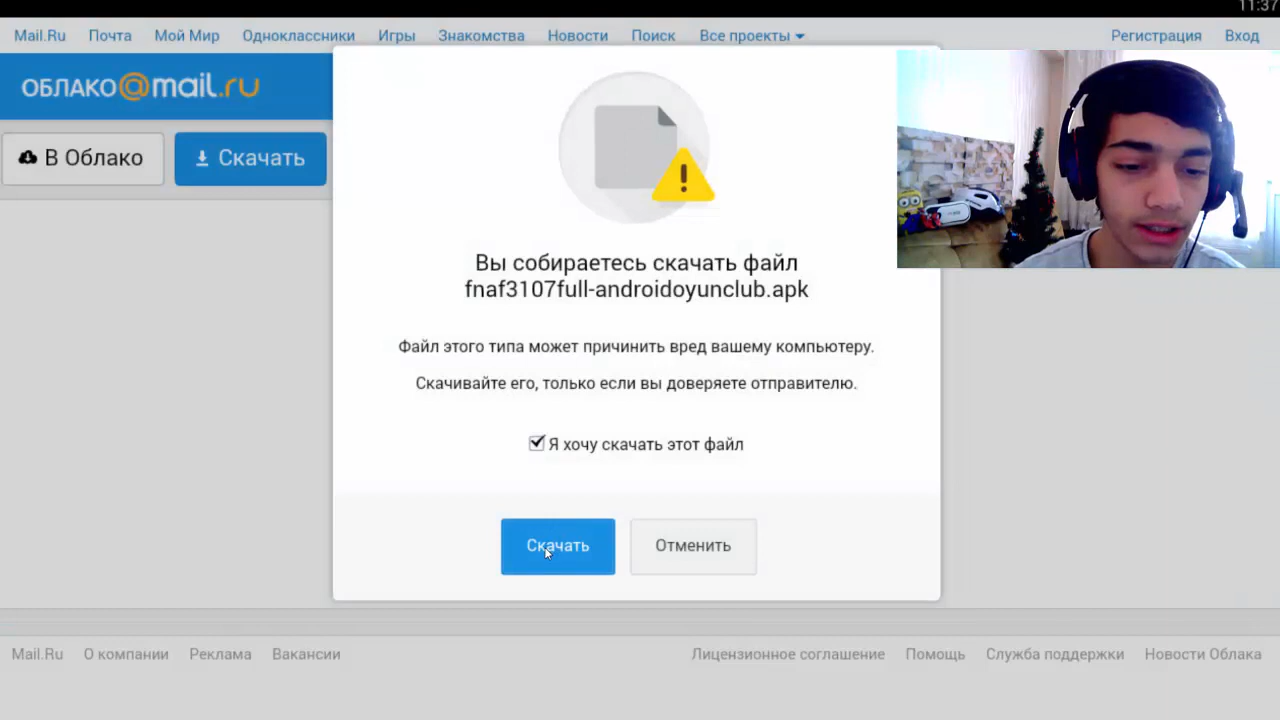 11:37
Mail.Ru Почта Мой Мир Одноклассники Игры Знакомства Новости Поиск Все проекты Регистрация Вход
ОБЛАКО@mail.ru
В Облако Скачать
Вы собираетесь скачать файл
fnaf3107full-androidoyunclub.apk
Файл этого типа может причинить вред вашему компьютеру.
Скачивайте его, только если вы доверяете отправителю.
Я хочу скачать этот файл
Скачать Отменить
Mail.Ru О компании Реклама Вакансии Лицензионное соглашение Помощь Служба поддержки Новости Облака